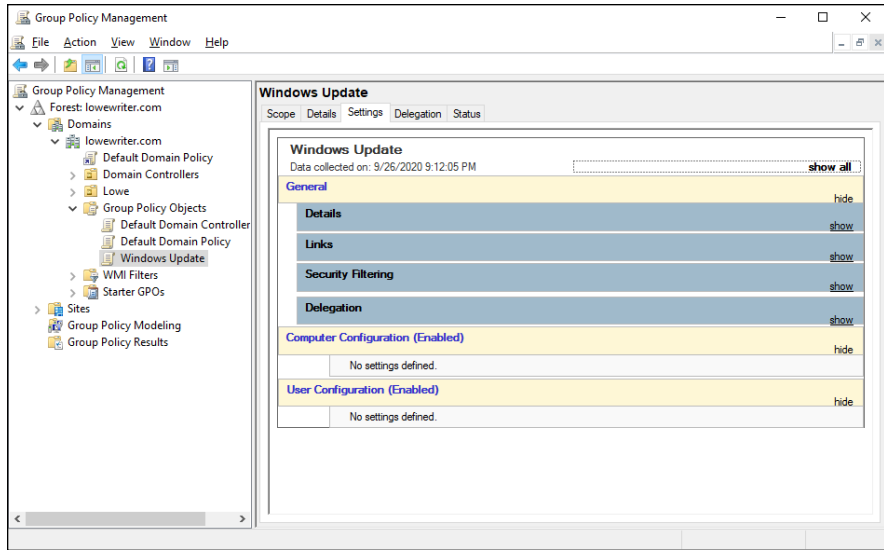 Group Policy Management
File Action View Window Help
Group Policy Management
Forest: lowewriter.com
Domains
lowewriter.com
Default Domain Policy
Domain Controllers
Lowe
Group Policy Objects
Default Domain Controller
Default Domain Policy
Windows Update
WMI Filters
Starter GPOs
Sites
Group Policy Modeling
Group Policy Results
Windows Update
Scope Details Settings Delegation Status
Windows Update
Data collected on: 9/26/2020 9:12:05 PM show all
General
hide
Details
show
Links
show
Security Filtering
show
Delegation
show
Computer Configuration (Enabled)
hide
No settings defined.
User Configuration (Enabled)
hide
No settings defined.